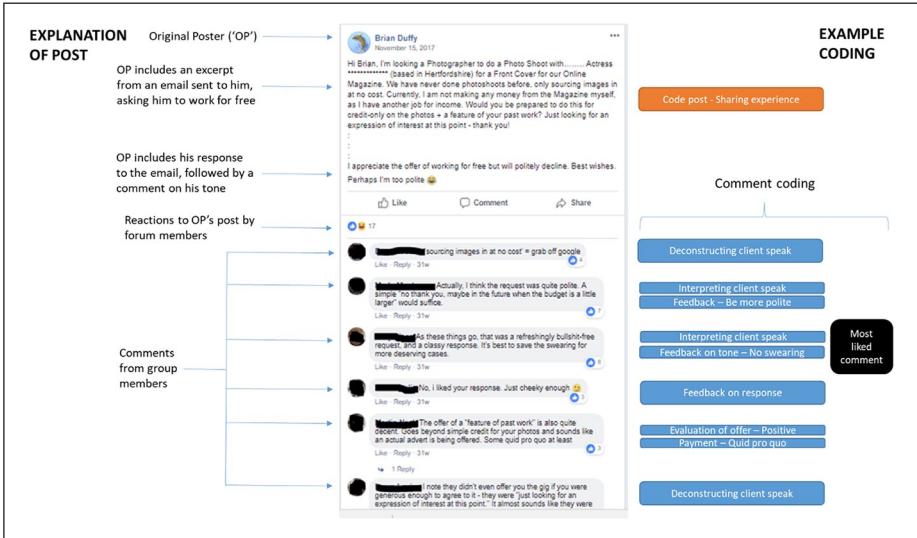 EXPLANATION
OF POST
Original Poster ('OP')
OP includes an excerpt
from an email sent to him,
asking him to work for free
OP includes his response
to the email, followed by a
comment on his tone
Reactions to OP's post by
forum members
Comments
from group
members
Brian Duffy
November 15, 2017
Hi Brian, I'm looking a Photographer to do a Photo Shoot with........ Actress
************* (based in Hertfordshire) for a Front Cover for our Online
Magazine. We have never done photoshoots before, only sourcing images in
at no cost. Currently, I am not making any money from the Magazine myself,
as I have another job for income. Would you be prepared to do this for
credit-only on the photos + a feature of your past work? Just looking for an
expression of interest at this point - thank you!
:
:
:
I appreciate the offer of working for free but will politely decline. Best wishes.
Perhaps I'm too polite 😂
Like Comment Share
17
'sourcing images in at no cost' = grab off google
4
Like · Reply · 31w
Actually, I think the request was quite polite. A
simple "no thank you, maybe in the future when the budget is a little
larger" would suffice.
7
Like · Reply · 31w
As these things go, that was a refreshingly bullshit-free
request, and a classy response. It's best to save the swearing for
more deserving cases.
8
Like · Reply · 31w
No, i liked your response. Just cheeky enough
3
Like · Reply · 31w
The offer of a "feature of past work" is also quite
decent. Goes beyond simple credit for your photos and sounds like
an actual advert is being offered. Some quid pro quo at least
3
Like · Reply · 31w
1 Reply
I note they didn't even offer you the gig if you were
generous enough to agree to it - they were "just looking for an
expression of interest at this point." It almost sounds like they were
EXAMPLE
CODING
Code post - Sharing experience
Comment coding
Deconstructing client speak
Interpreting client speak
Feedback – Be more polite
Interpreting client speak
Feedback on tone – No swearing
Most
liked
comment
Feedback on response
Evaluation of offer – Positive
Payment – Quid pro quo
Deconstructing client speak